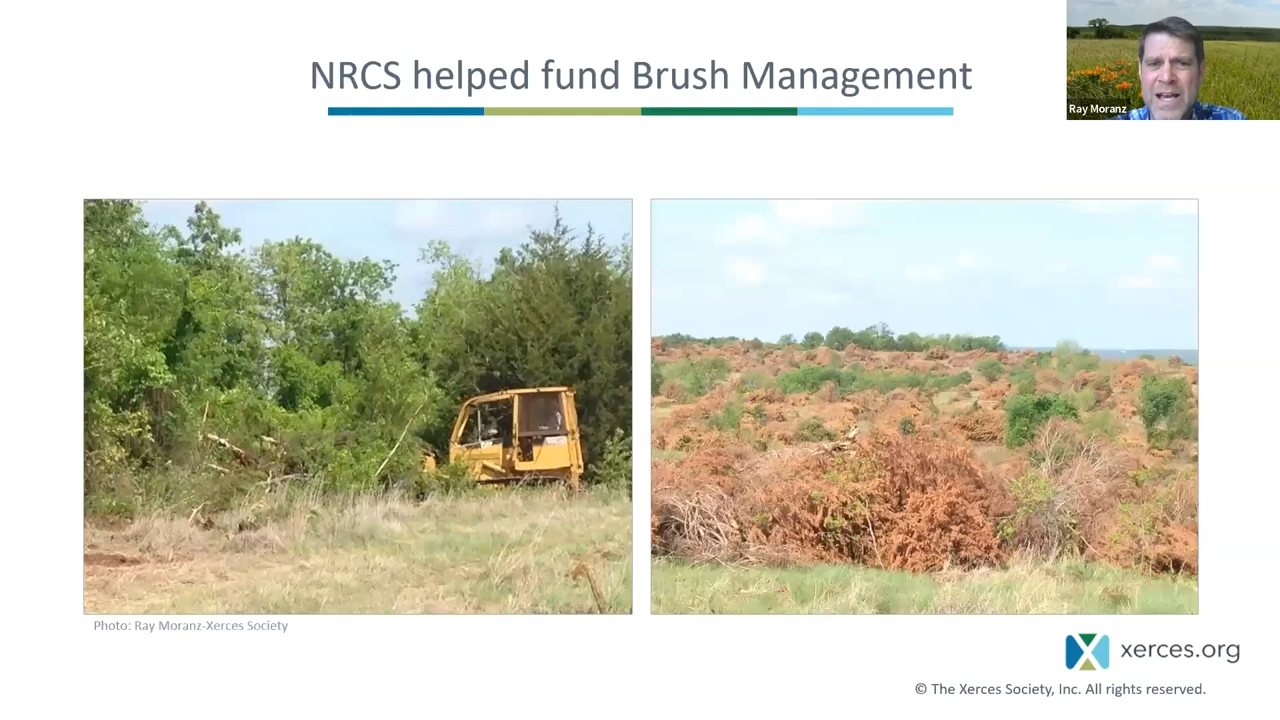 NRCS helped fund Brush Management
Ray Moranz
Photo: Ray Moranz-Xerces Society
xerces.org
© The Xerces Society, Inc. All rights reserved.